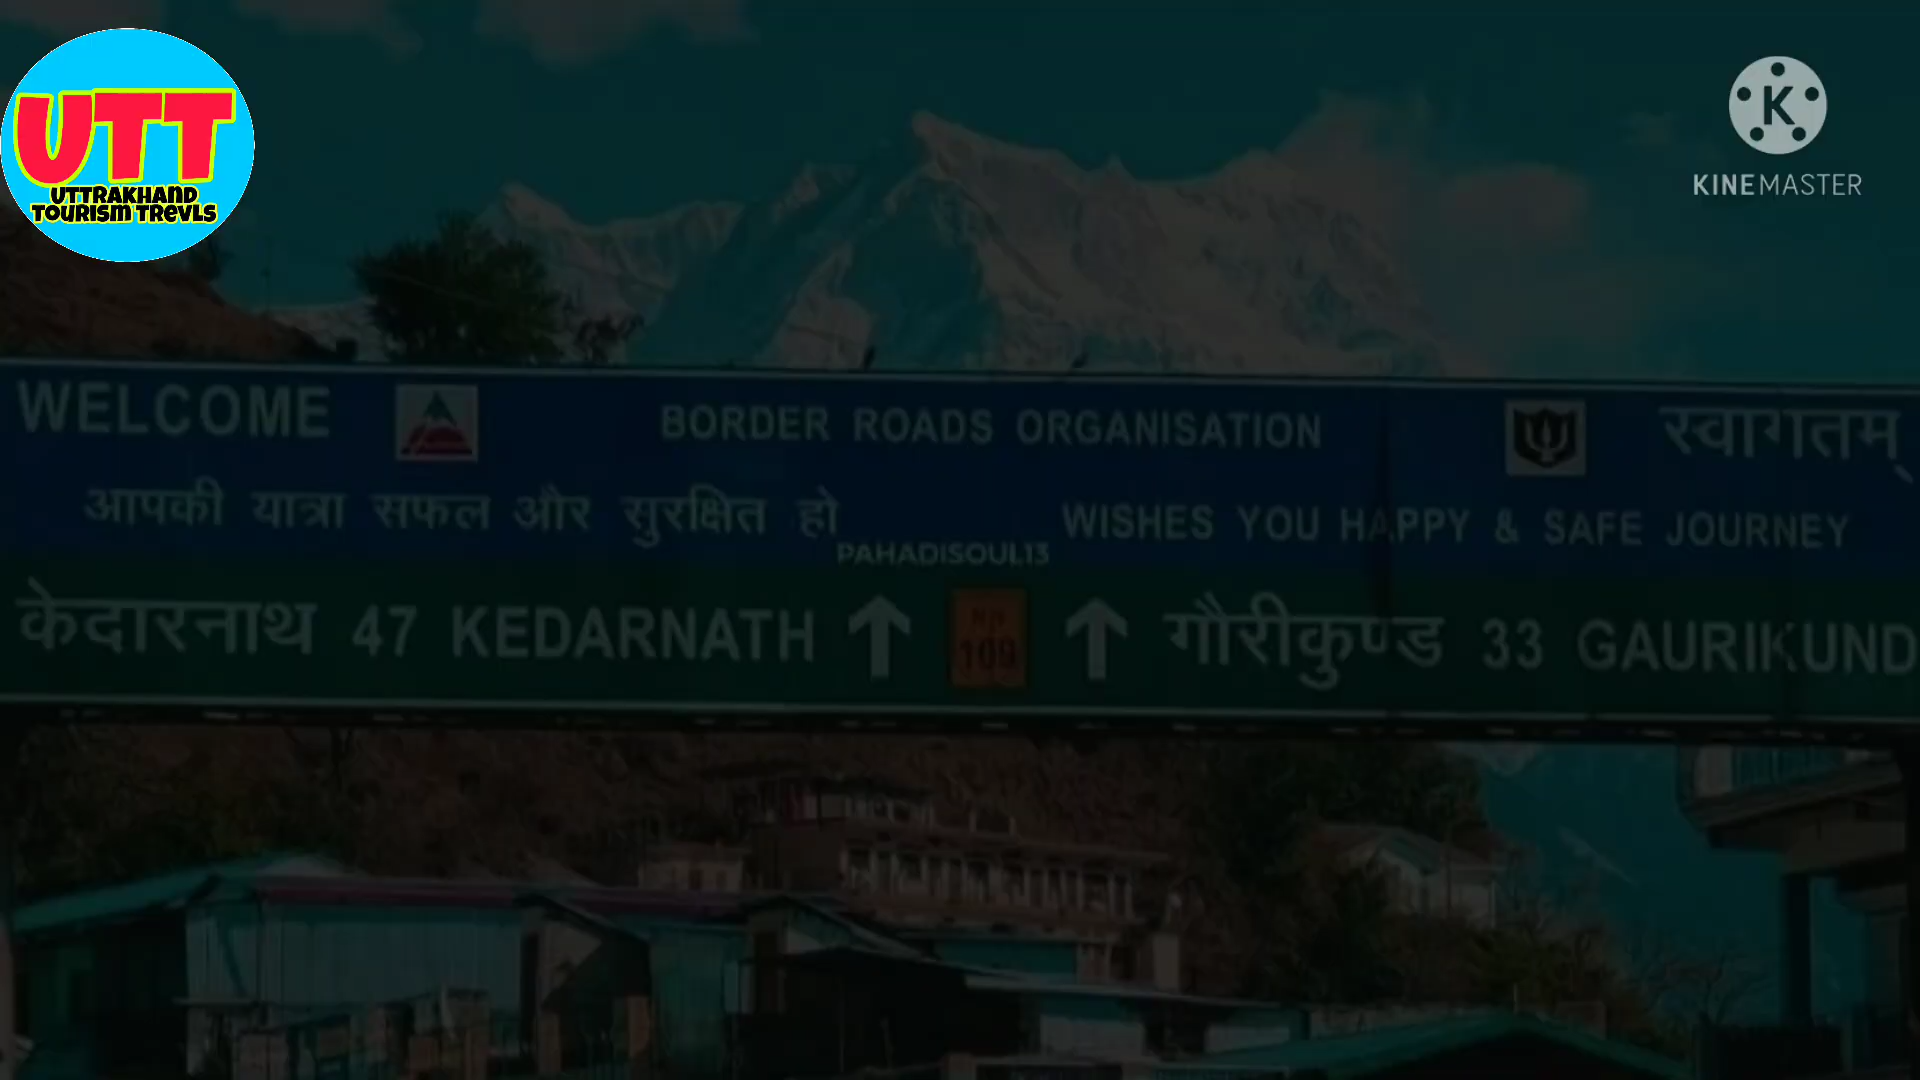 UTT
UTTRAKHAND
TOURISM TREVLS
K
KINEMASTER
WELCOME BORDER ROADS ORGANISATION स्वागतम्
आपकी यात्रा सफल और सुरक्षित हो WISHES YOU HAPPY & SAFE JOURNEY
PAHADISOUL13
केदारनाथ 47 KEDARNATH NH 109 गौरीकुण्ड 33 GAURIKUND